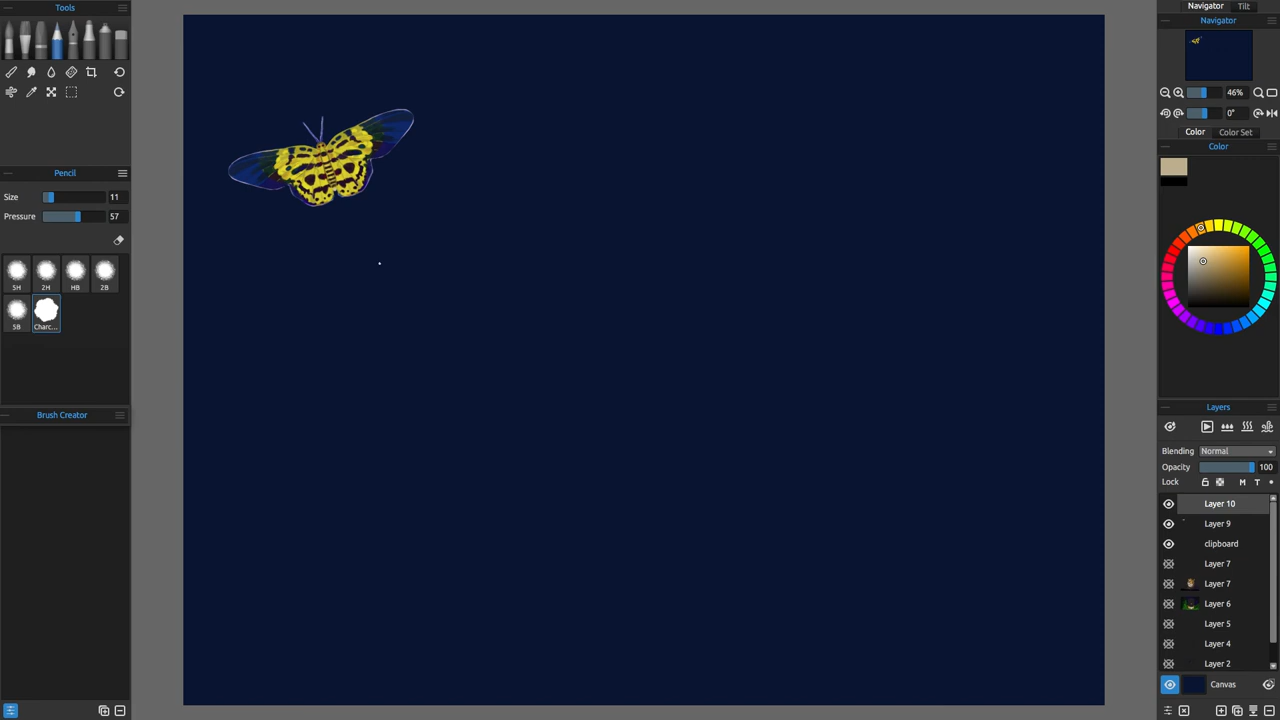 Tools
Pencil
Size 11
Pressure 57
5H 2H HB 2B
5B Charc...
Brush Creator
Navigator Tilt
Navigator
46%
0°
Color Color Set
Color
Layers
Blending Normal
Opacity 100
Lock M T
Layer 10
Layer 9
clipboard
Layer 7
Layer 7
Layer 6
Layer 5
Layer 4
Layer 2
Canvas